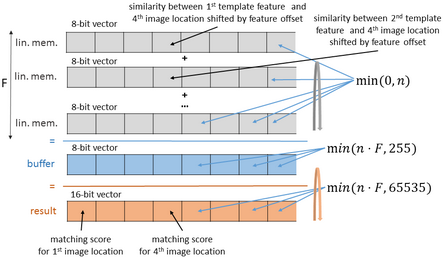 similarity between 1st template feature and
4th image location shifted by feature offset
similarity between 2nd template
feature and 4th image location
shifted by feature offset
8-bit vector
lin. mem.
+
8-bit vector
lin. mem.
+
...
F
min(0, n)
8-bit vector
lin. mem.
=
8-bit vector
buffer
min(n · F, 255)
=
16-bit vector
result
min(n · F, 65535)
matching score
for 1st image location
matching score
for 4th image location